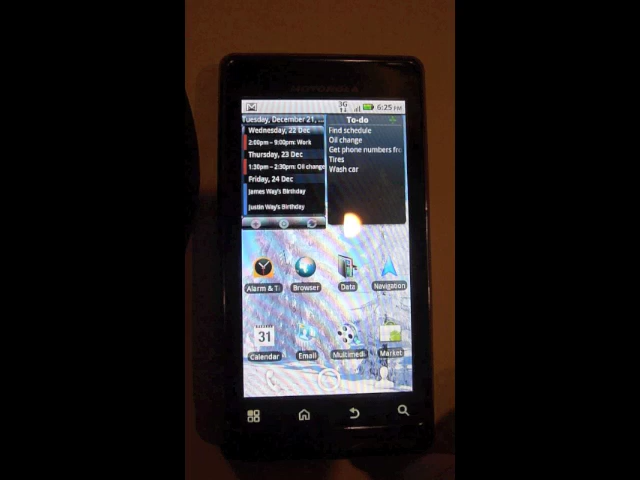 MOTOROLA
3G 6:25 PM
Tuesday, December 21, ...
Wednesday, 22 Dec
2:00pm – 9:00pm: Work
Thursday, 23 Dec
1:30pm – 2:30pm: Oil change
Friday, 24 Dec
James Way's Birthday
Justin Way's Birthday
To-do
Find schedule
Oil change
Get phone numbers fro
Tires
Wash car
Alarm & Ti
Browser
Data
Navigation
31
Calendar
Email
Multimedi
Market